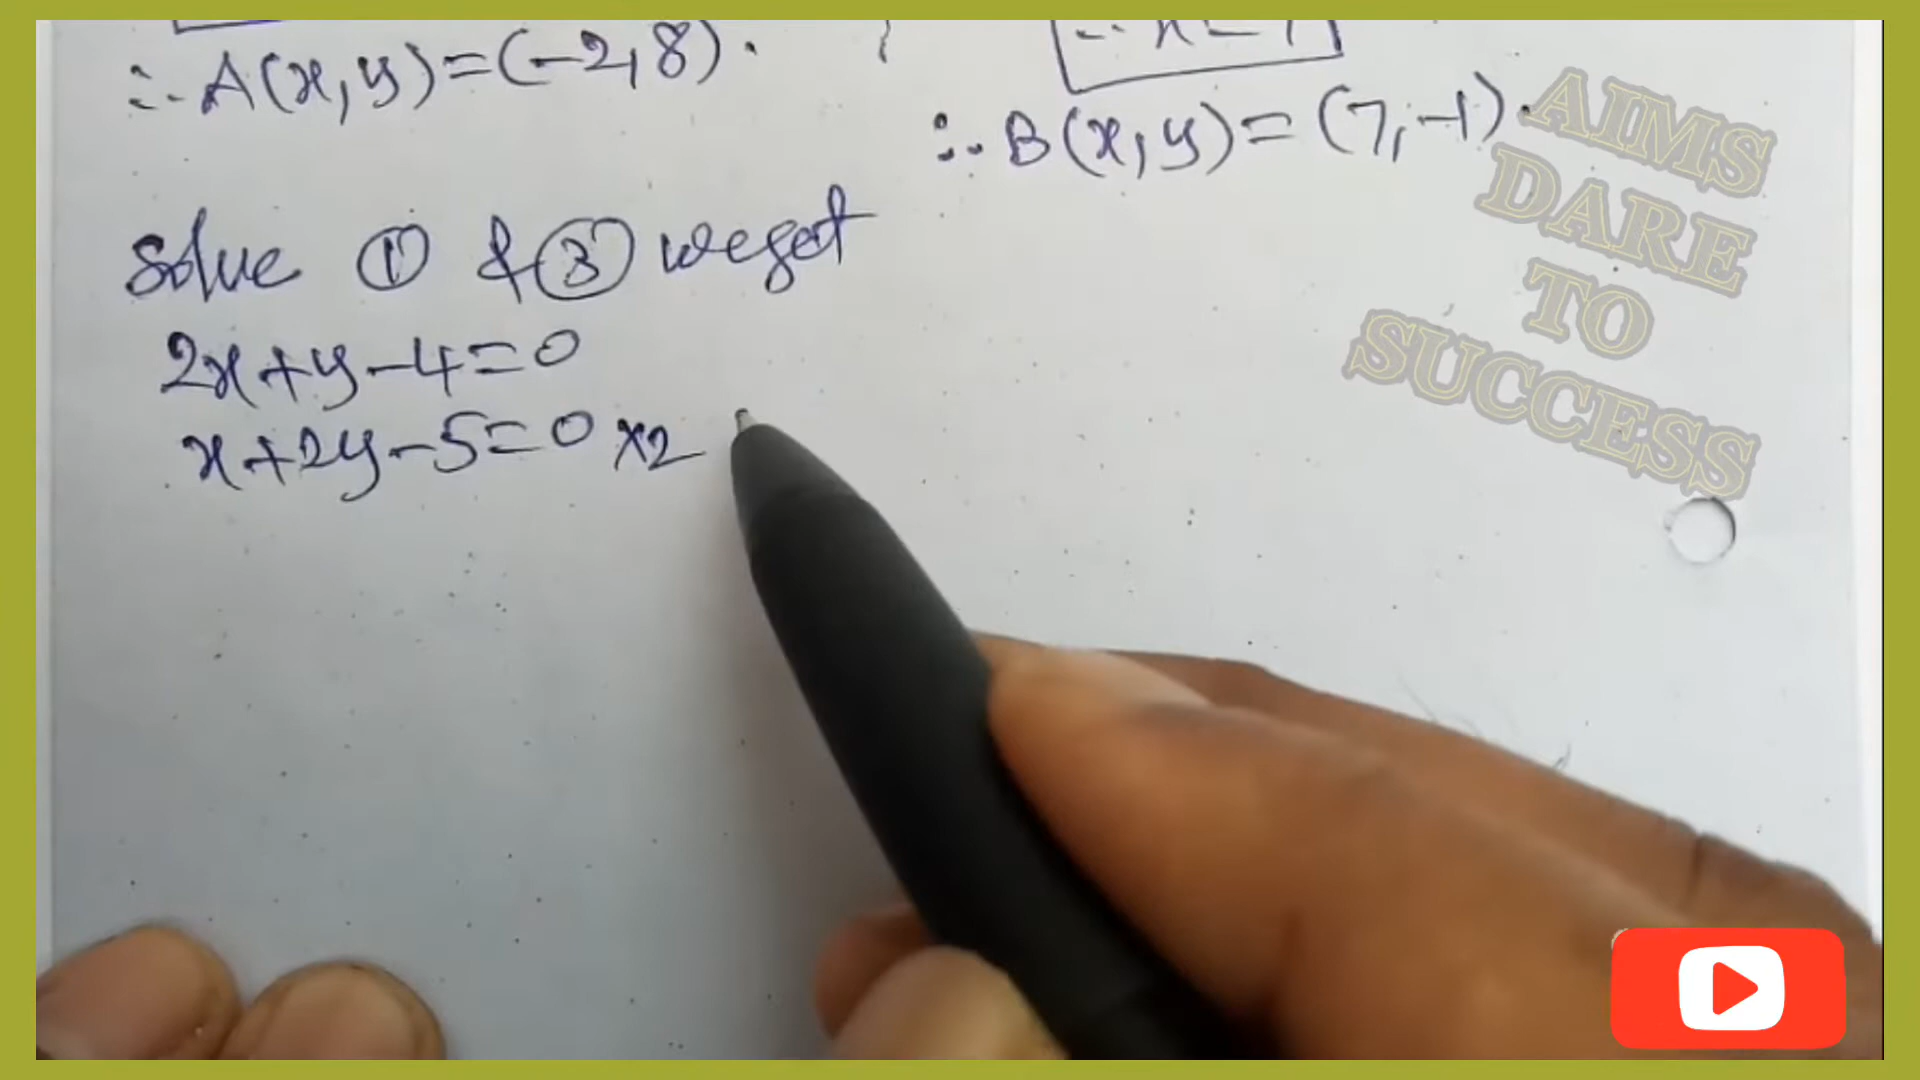 ∴ A(x,y)=(-2,8).
∴ B(x,y)=(7,-1).
Solve ① & ③ we get
2x+y-4=0
x+2y-5=0 x2
AIMS
DARE
TO
SUCCESS